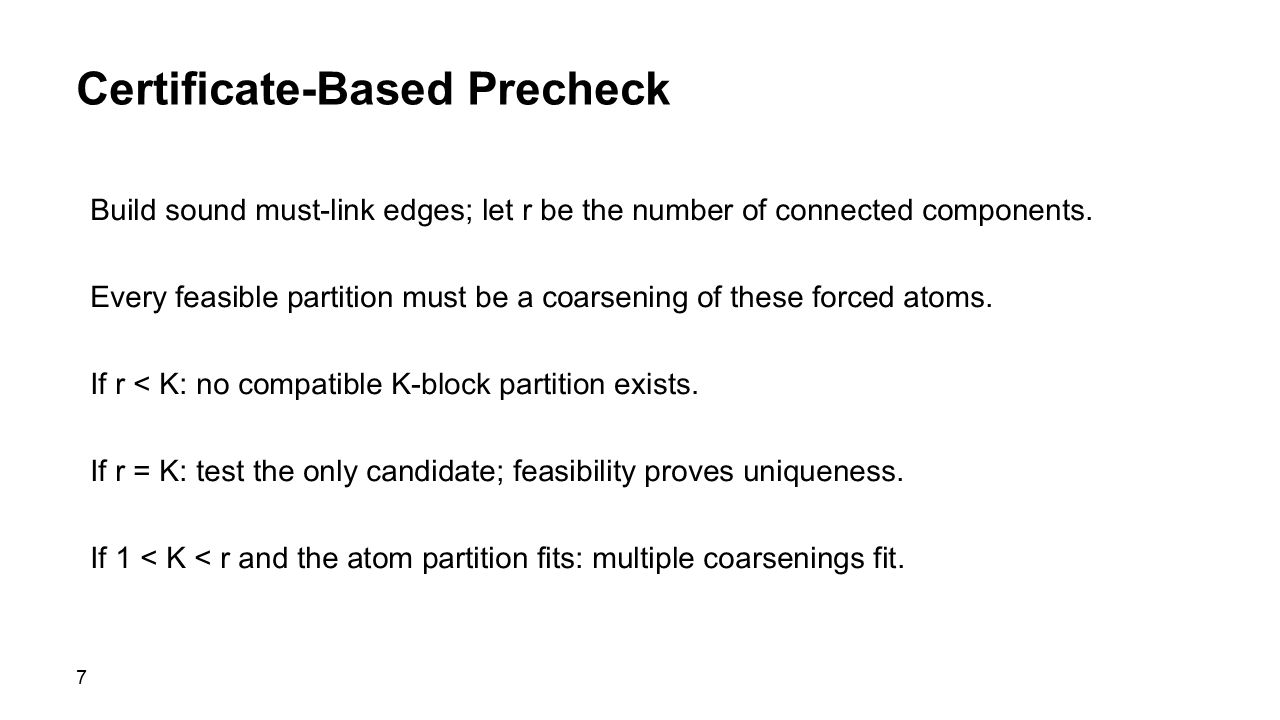 Certificate-Based Precheck
Build sound must-link edges; let r be the number of connected components.
Every feasible partition must be a coarsening of these forced atoms.
If r < K: no compatible K-block partition exists.
If r = K: test the only candidate; feasibility proves uniqueness.
If 1 < K < r and the atom partition fits: multiple coarsenings fit.
7